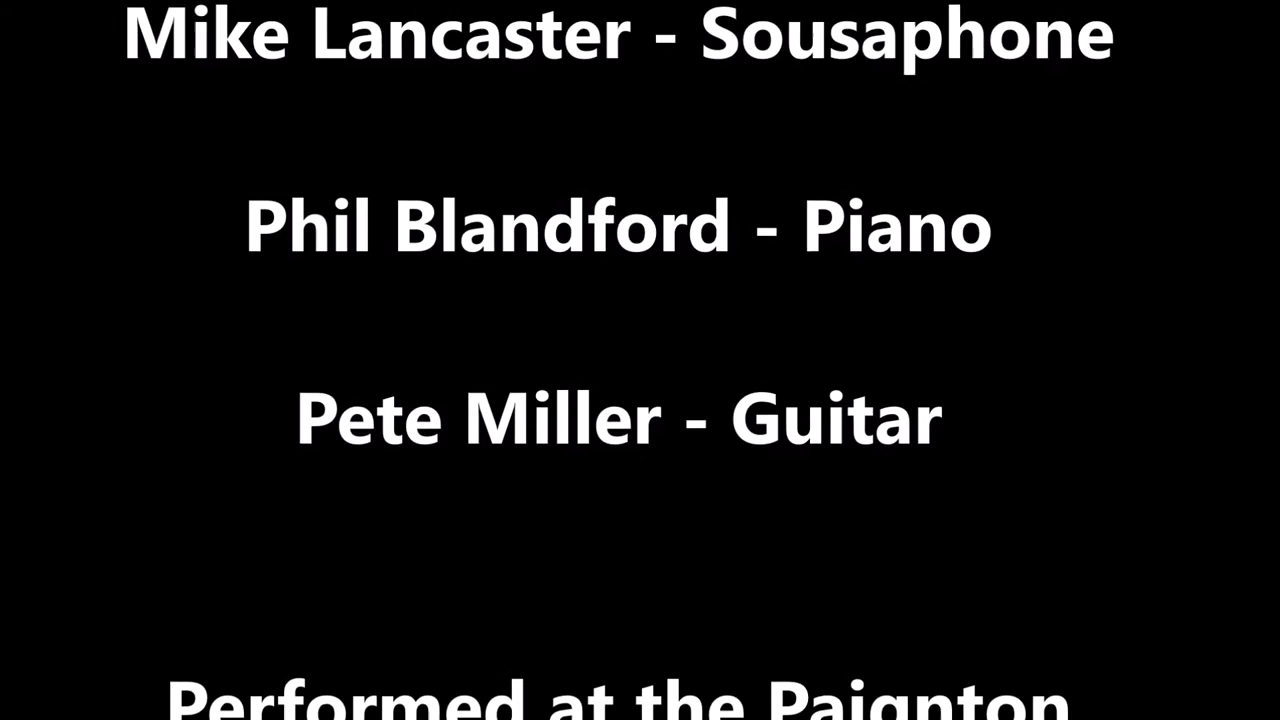 Mike Lancaster - Sousaphone
Phil Blandford - Piano
Pete Miller - Guitar
Performed at the Paignton